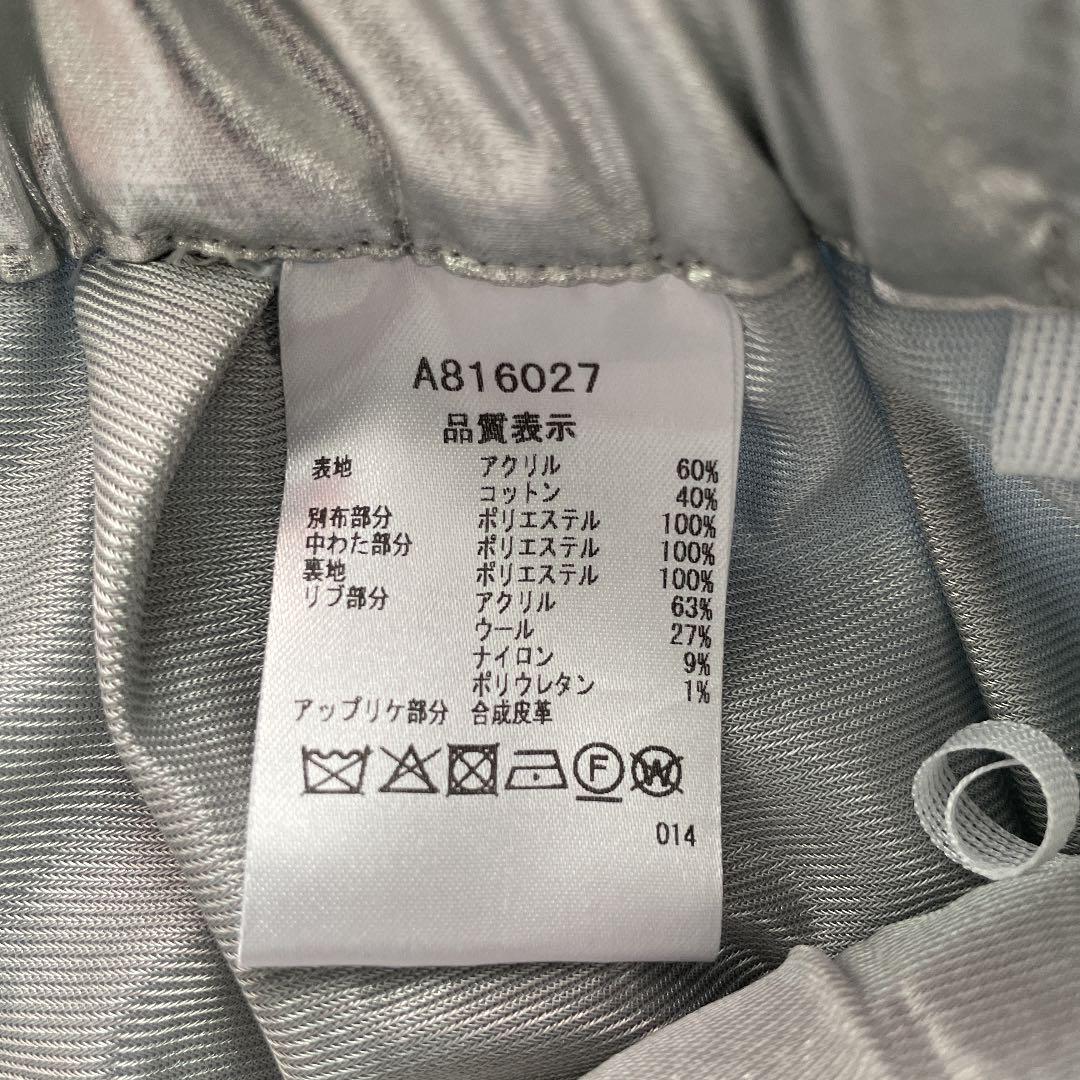 A816027
品質表示
表地 アクリル 60%
コットン 40%
別布部分 ポリエステル 100%
中わた部分 ポリエステル 100%
裏地 ポリエステル 100%
リブ部分 アクリル 63%
ウール 27%
ナイロン 9%
ポリウレタン 1%
アップリケ部分 合成皮革
F W
014